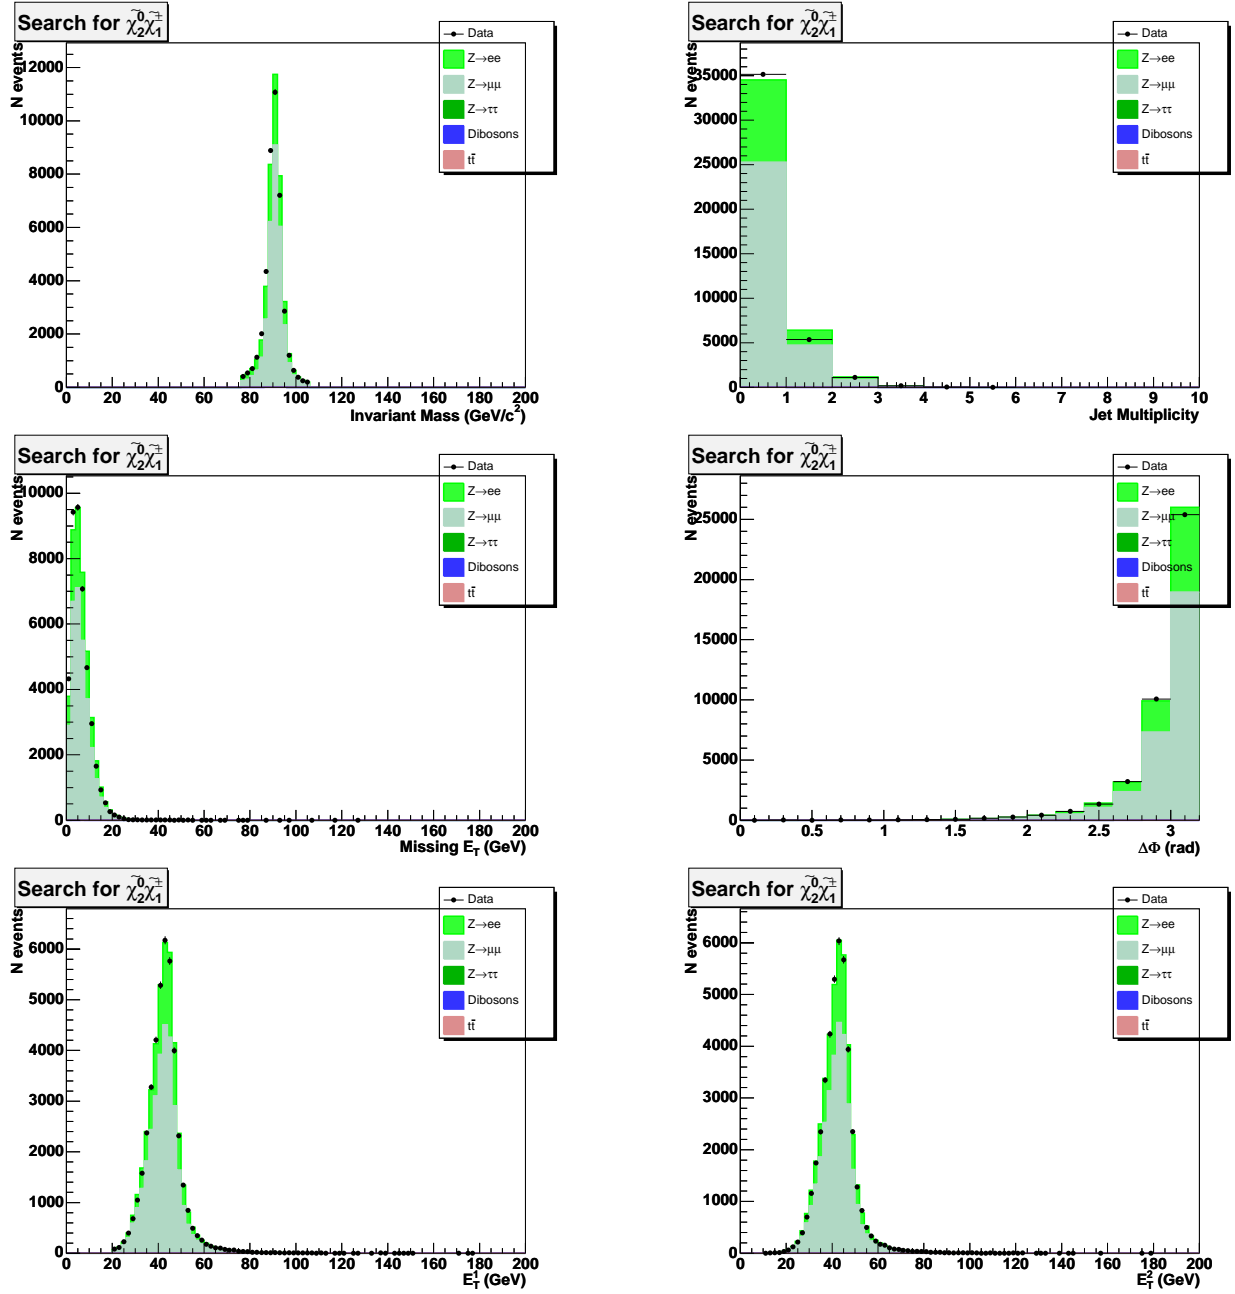 Search for χ̃₂⁰χ̃₁±
Data
Z→ee
Z→μμ
Z→ττ
Dibosons
tt̄
N events
12000
10000
8000
6000
4000
2000
0
0 20 40 60 80 100 120 140 160 180 200
Invariant Mass (GeV/c²)
Search for χ̃₂⁰χ̃₁±
Data
Z→ee
Z→μμ
Z→ττ
Dibosons
tt̄
N events
35000
30000
25000
20000
15000
10000
5000
0
0 1 2 3 4 5 6 7 8 9 10
Jet Multiplicity
Search for χ̃₂⁰χ̃₁±
Data
Z→ee
Z→μμ
Z→ττ
Dibosons
tt̄
N events
10000
8000
6000
4000
2000
0
0 20 40 60 80 100 120 140 160 180 200
Missing E_T (GeV)
Search for χ̃₂⁰χ̃₁±
Data
Z→ee
Z→μμ
Z→ττ
Dibosons
tt̄
N events
25000
20000
15000
10000
5000
0
0 0.5 1 1.5 2 2.5 3
ΔΦ (rad)
Search for χ̃₂⁰χ̃₁±
Data
Z→ee
Z→μμ
Z→ττ
Dibosons
tt̄
N events
6000
5000
4000
3000
2000
1000
0
0 20 40 60 80 100 120 140 160 180 200
E_T¹ (GeV)
Search for χ̃₂⁰χ̃₁±
Data
Z→ee
Z→μμ
Z→ττ
Dibosons
tt̄
N events
6000
5000
4000
3000
2000
1000
0
0 20 40 60 80 100 120 140 160 180 200
E_T² (GeV)